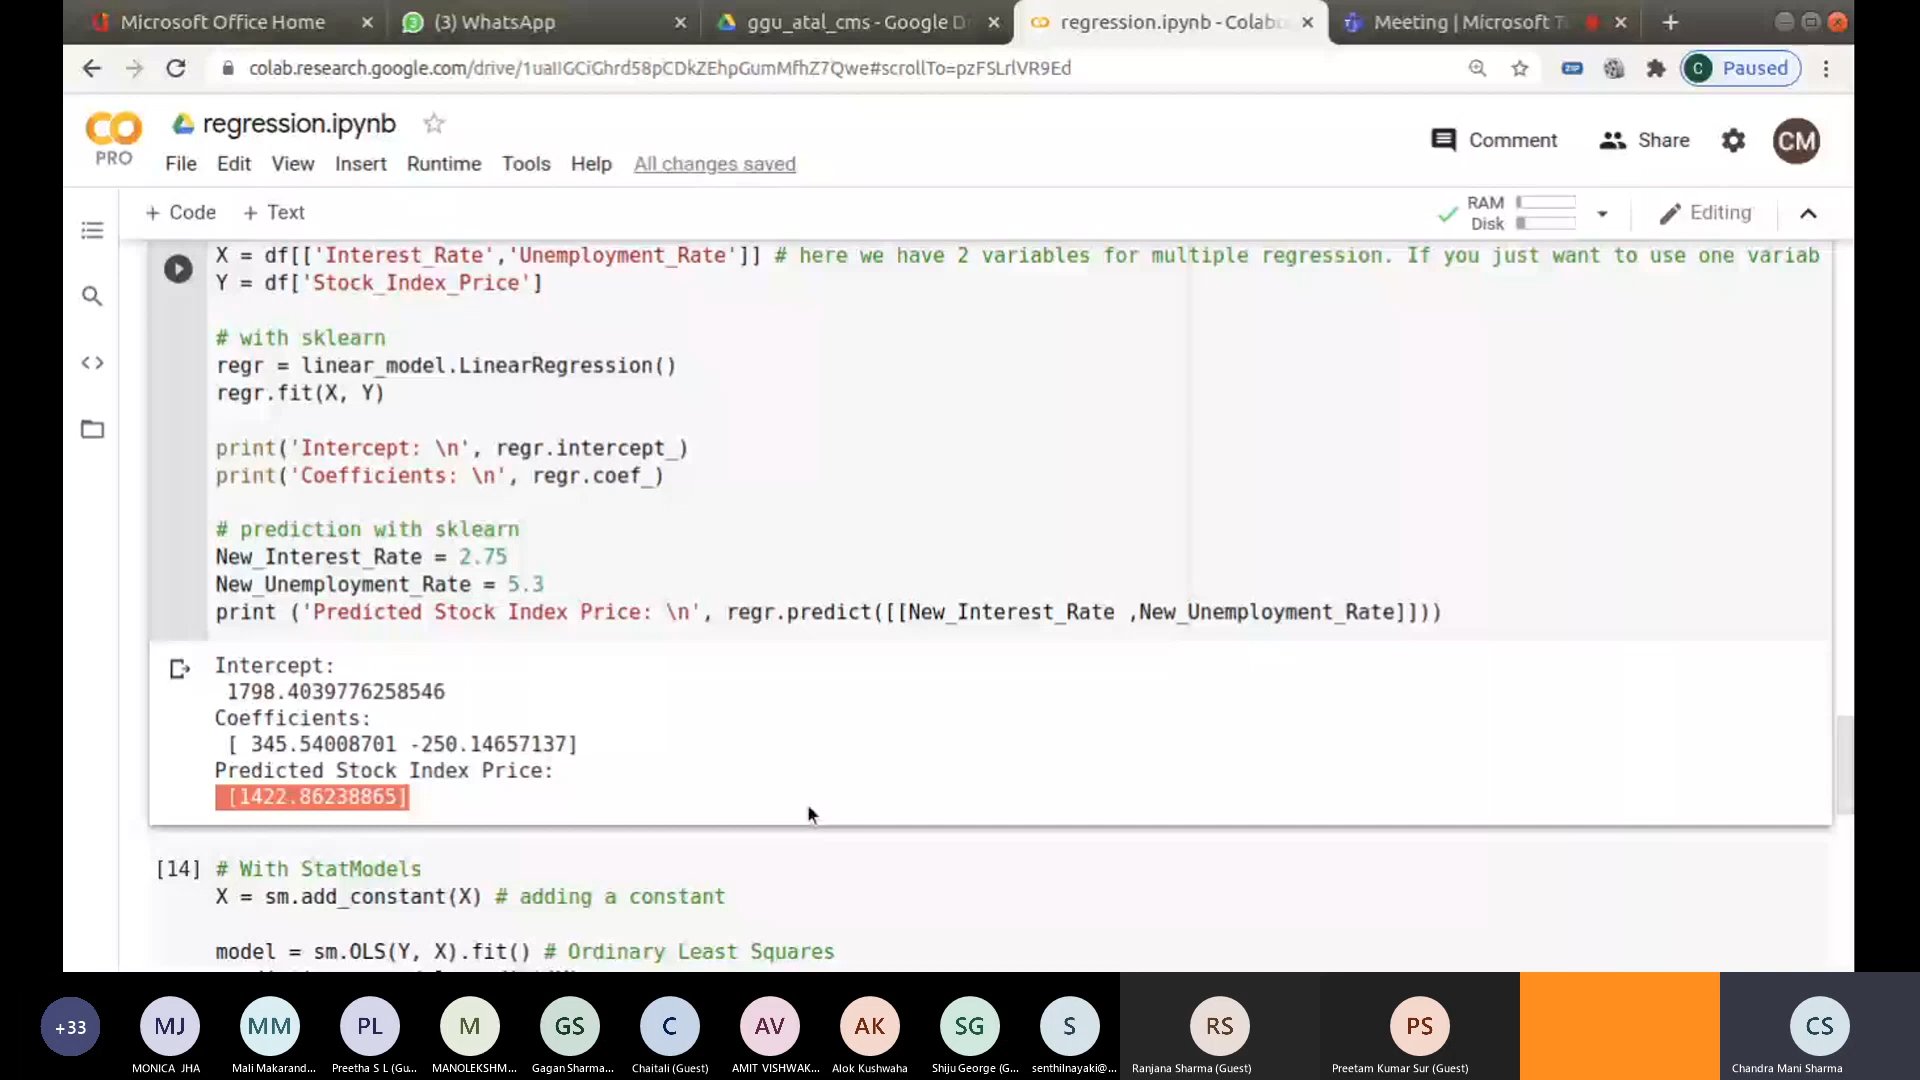 Microsoft Office Home
(3) WhatsApp
ggu_atal_cms - Google D
regression.ipynb - Colabo
Meeting | Microsoft T
colab.research.google.com/drive/1uaIIGCiGhrd58pCDkZEhpGumMfhZ7Qwe#scrollTo=pzFSLrlVR9Ed
ZIP
C Paused
CO
PRO
regression.ipynb
Comment
Share
CM
File Edit View Insert Runtime Tools Help All changes saved
+ Code + Text
RAM
Disk
Editing
X = df[['Interest_Rate','Unemployment_Rate']] # here we have 2 variables for multiple regression. If you just want to use one variab
Y = df['Stock_Index_Price']
# with sklearn
regr = linear_model.LinearRegression()
regr.fit(X, Y)
print('Intercept: \n', regr.intercept_)
print('Coefficients: \n', regr.coef_)
# prediction with sklearn
New_Interest_Rate = 2.75
New_Unemployment_Rate = 5.3
print ('Predicted Stock Index Price: \n', regr.predict([[New_Interest_Rate ,New_Unemployment_Rate]]))
Intercept:
1798.4039776258546
Coefficients:
[ 345.54008701 -250.14657137]
Predicted Stock Index Price:
[1422.86238865]
[14] # With StatModels
X = sm.add_constant(X) # adding a constant
model = sm.OLS(Y, X).fit() # Ordinary Least Squares
+33
MJ MM PL M GS C AV AK SG S RS PS CS
MONICA JHA
Mali Makarand...
Preetha S L (Gu...
MANOLEKSHM...
Gagan Sharma...
Chaitali (Guest)
AMIT VISHWAK...
Alok Kushwaha
Shiju George (G...
senthilnayaki@...
Ranjana Sharma (Guest)
Preetam Kumar Sur (Guest)
Chandra Mani Sharma